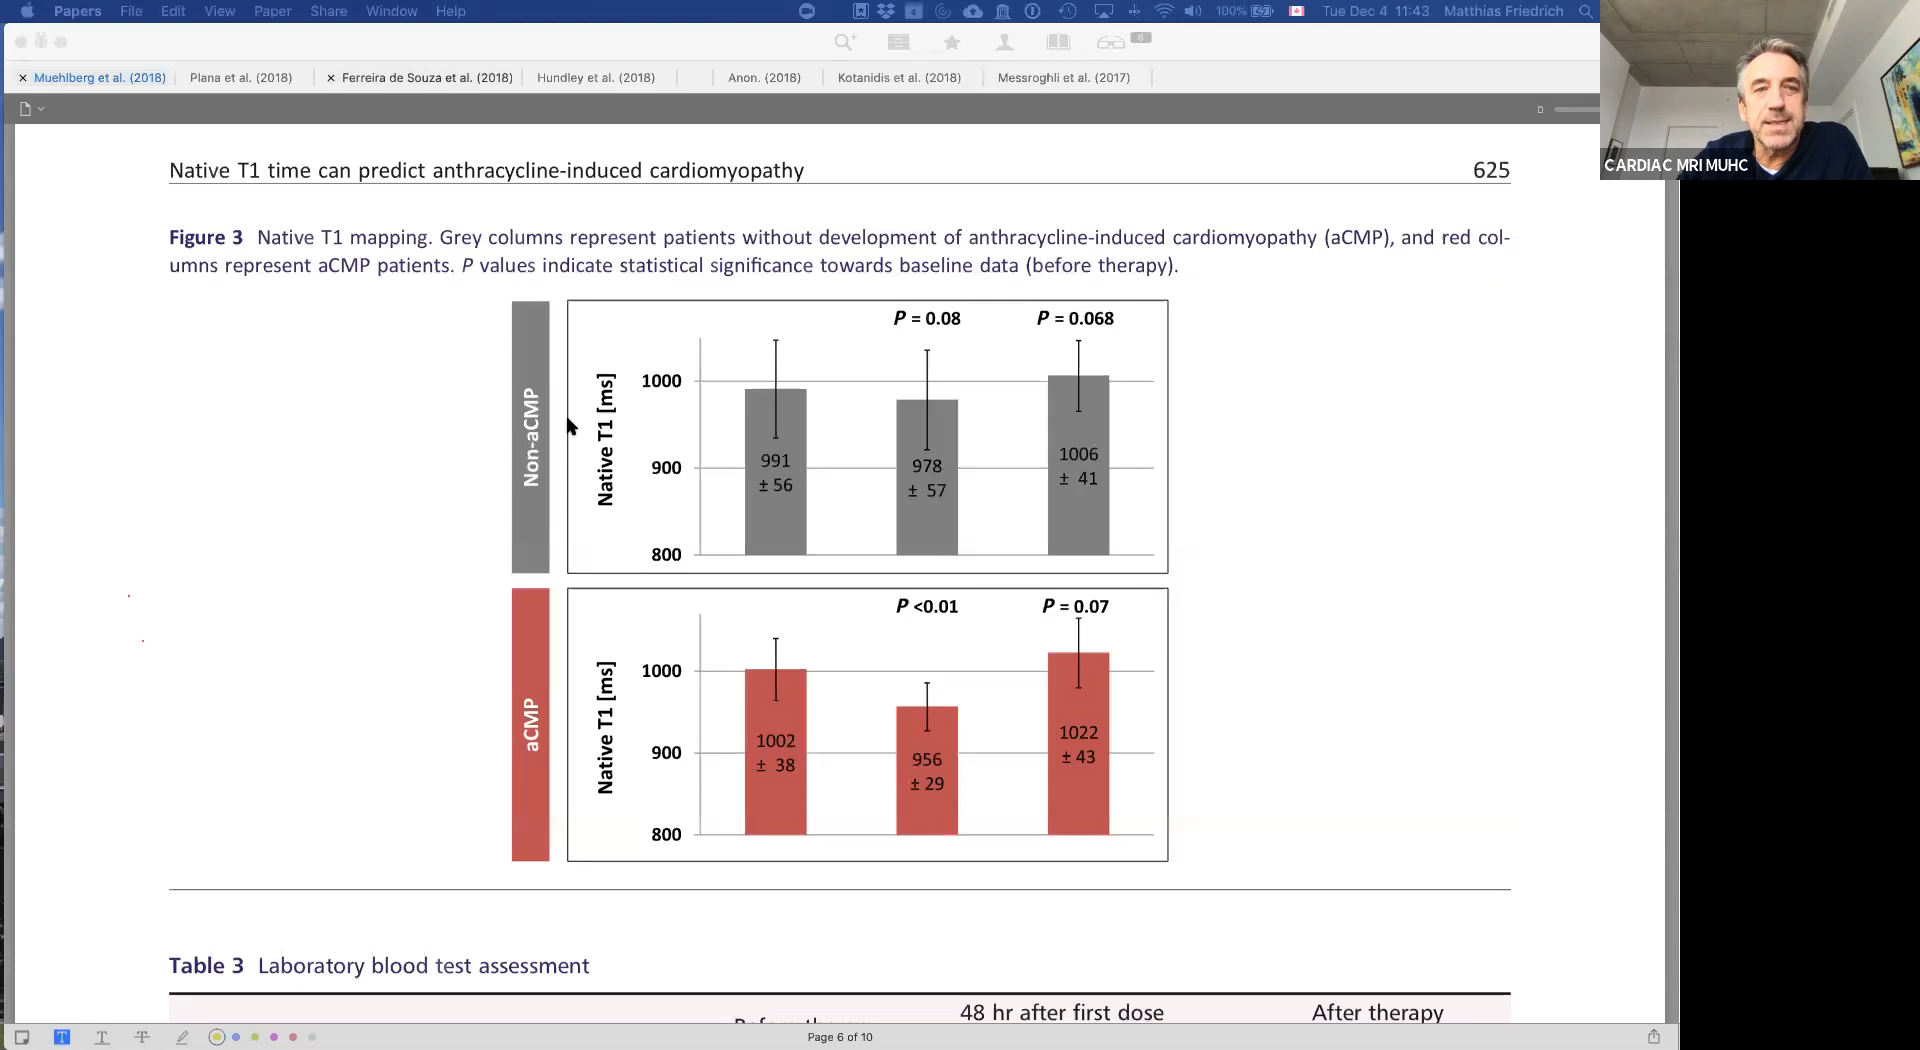 Papers File Edit View Paper Share Window Help 4 100% Tue Dec 4 11:43 Matthias Friedrich
Muehlberg et al. (2018) Plana et al. (2018) Ferreira de Souza et al. (2018) Hundley et al. (2018) Anon. (2018) Kotanidis et al. (2018) Messroghli et al. (2017)
CARDIAC MRI MUHC
Native T1 time can predict anthracycline-induced cardiomyopathy 625
Figure 3 Native T1 mapping. Grey columns represent patients without development of anthracycline-induced cardiomyopathy (aCMP), and red col-
umns represent aCMP patients. P values indicate statistical significance towards baseline data (before therapy).
Non-aCMP
Native T1 [ms]
P = 0.08 P = 0.068
1000
900
800
991
± 56
978
± 57
1006
± 41
aCMP
Native T1 [ms]
P <0.01 P = 0.07
1000
900
800
1002
± 38
956
± 29
1022
± 43
Table 3 Laboratory blood test assessment
48 hr after first dose After therapy
Page 6 of 10